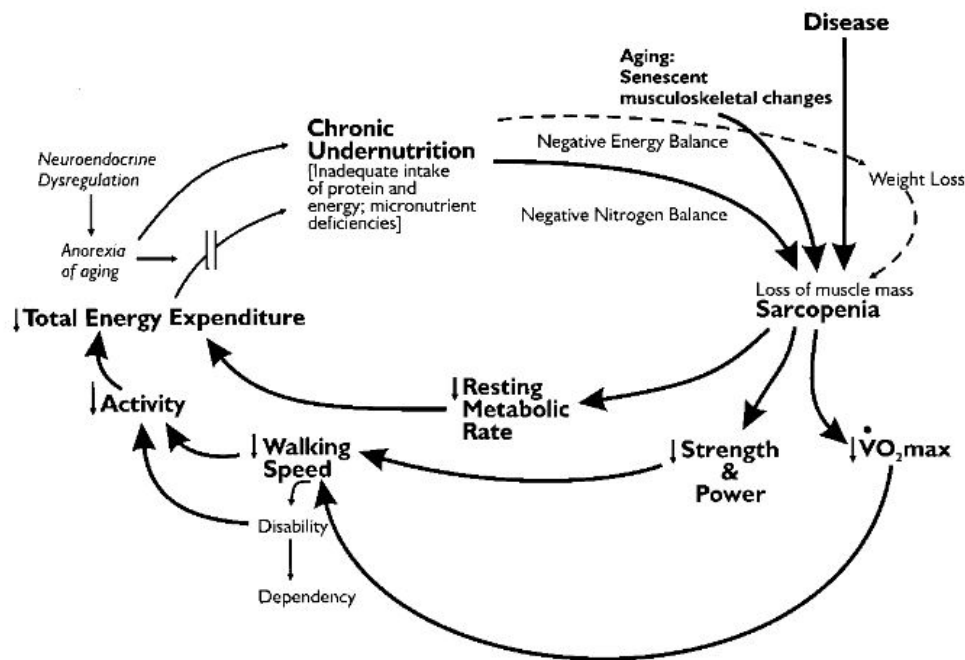 Disease
Aging:
Senescent
musculoskeletal changes
Chronic
Undernutrition
[Inadequate intake
of protein and
energy; micronutrient
deficiencies]
Negative Energy Balance
Negative Nitrogen Balance
Weight Loss
Neuroendocrine
Dysregulation
Anorexia
of aging
Loss of muscle mass
Sarcopenia
↓Total Energy Expenditure
↓Resting
Metabolic
Rate
↓Activity
↓Walking
Speed
↓Strength
&
Power
↓V̇O₂max
Disability
Dependency